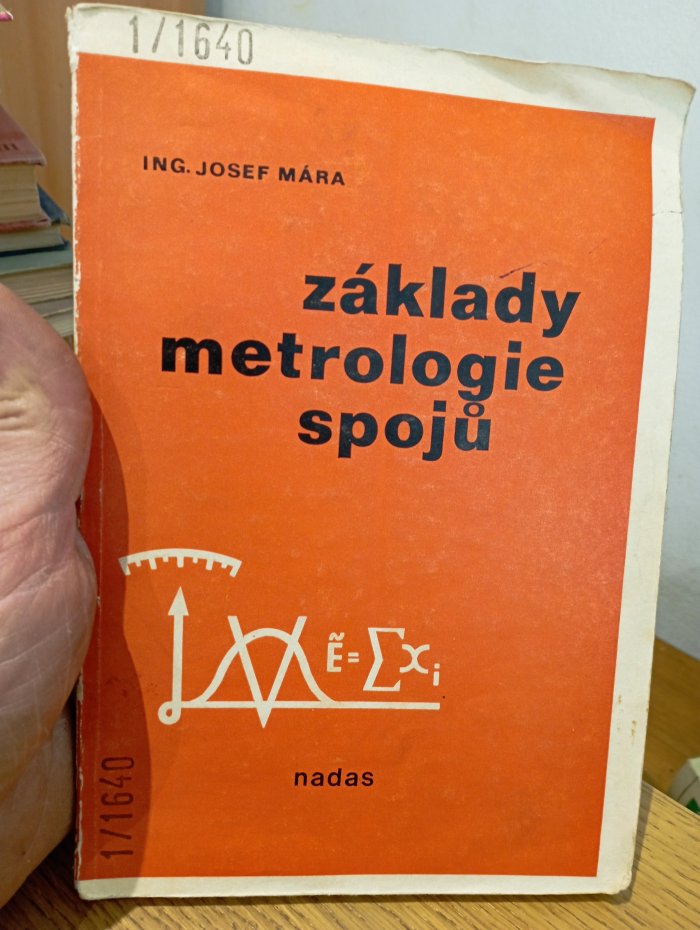 1/1640
ING. JOSEF MÁRA
základy
metrologie
spojů
Ẽ = ∑xᵢ
nadas
1/1640